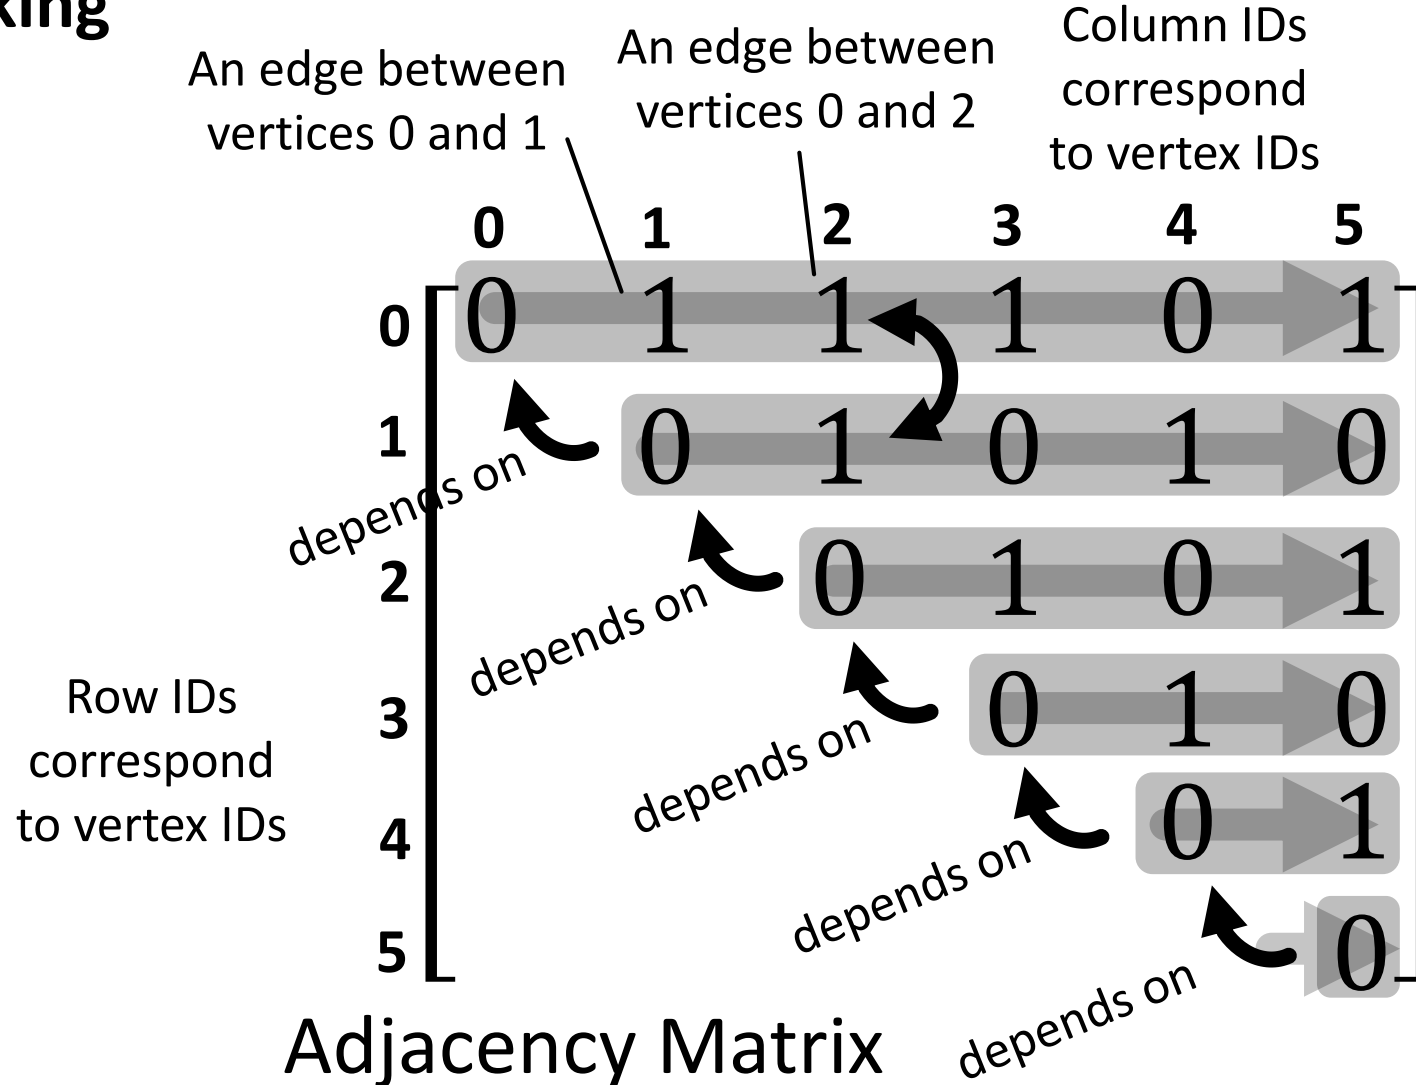 An edge between
vertices 0 and 1
An edge between
vertices 0 and 2
Column IDs
correspond
to vertex IDs
0 1 2 3 4 5
0 0 1 1 1 0 1
1 0 1 0 1 0
depends on
2 0 1 0 1
depends on
Row IDs
correspond
to vertex IDs
3 0 1 0
depends on
4 0 1
depends on
5 0
depends on
Adjacency Matrix